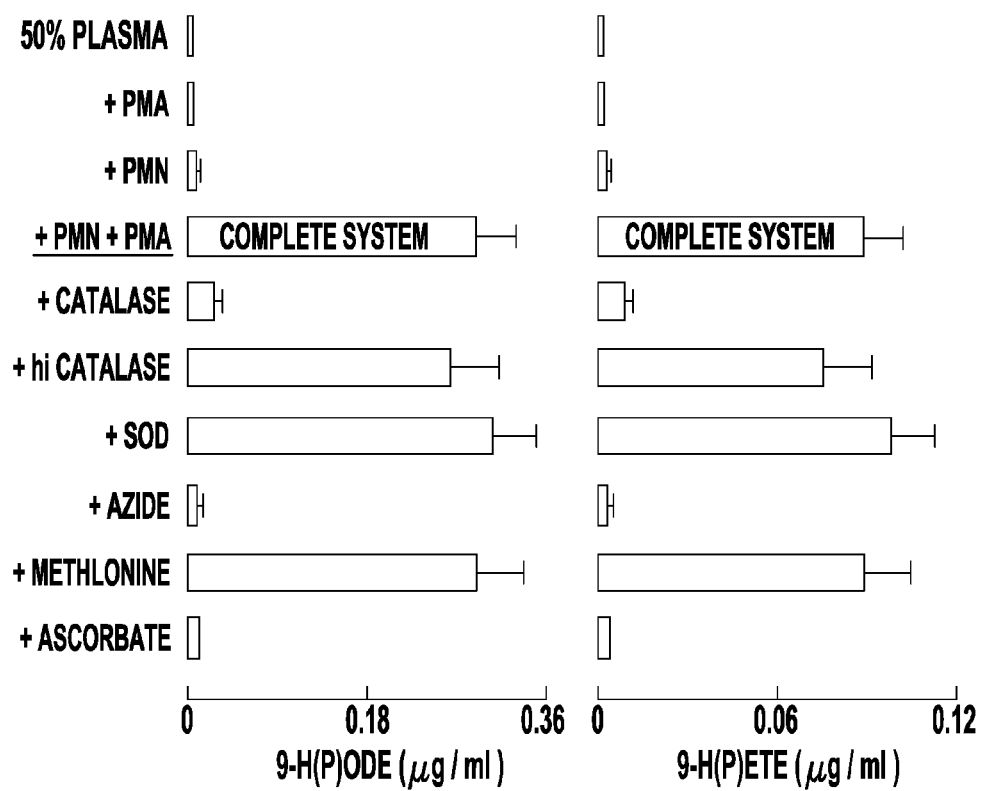 50% PLASMA
+ PMA
+ PMN
+ PMN + PMA
COMPLETE SYSTEM
COMPLETE SYSTEM
+ CATALASE
+ hi CATALASE
+ SOD
+ AZIDE
+ METHLONINE
+ ASCORBATE
0 0.18 0.36
0 0.06 0.12
9-H(P)ODE (μg / ml )
9-H(P)ETE (μg / ml )